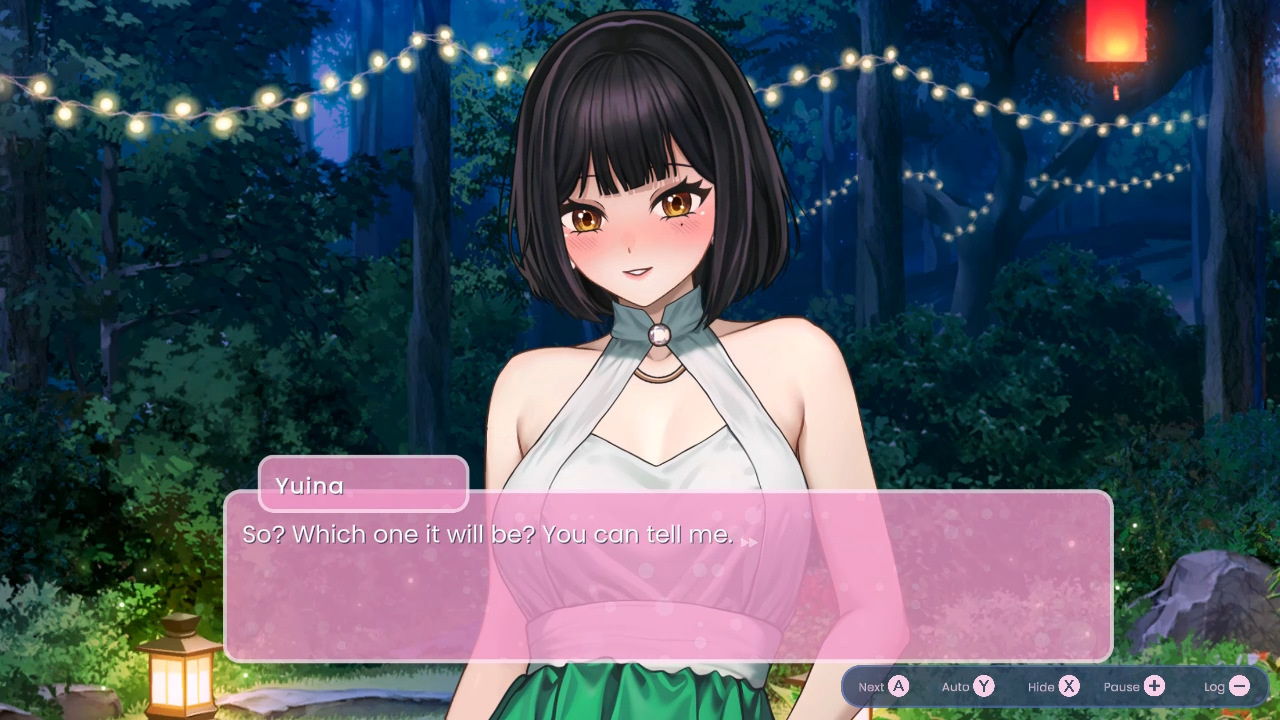 Yuina
So? Which one it will be? You can tell me.
Next A Auto Y Hide X Pause + Log −